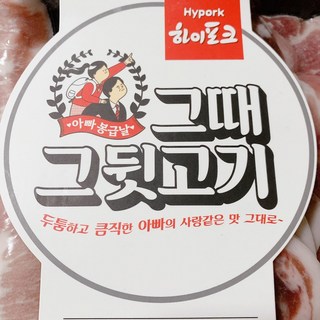 Hypork
하이포크
아빠 봉급날
그때
그뒷고기
두툼하고 큼직한 아빠의 사랑같은 맛 그대로~